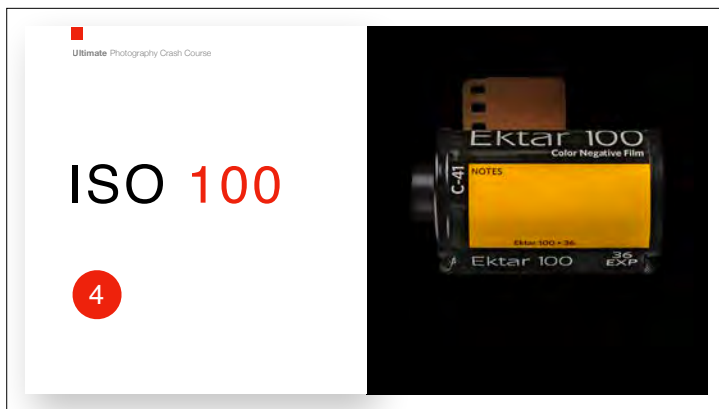 Ultimate Photography Crash Course
ISO 100
4
Ektar 100
Color Negative Film
C-41
NOTES
Ektar 100 • 36
Ektar 100
36
EXP